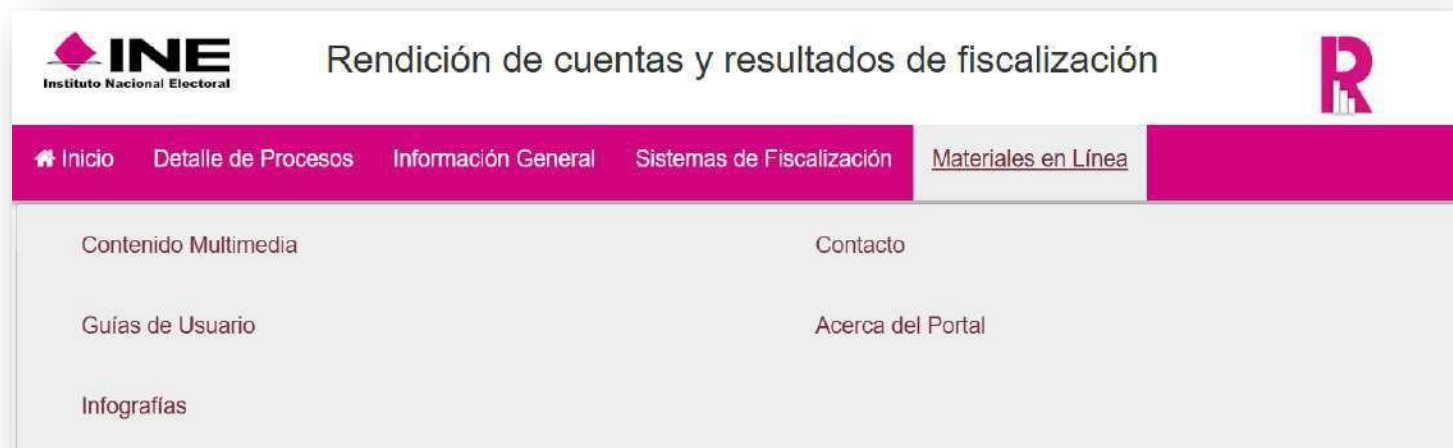 INE
Instituto Nacional Electoral
Rendición de cuentas y resultados de fiscalización
R
Inicio Detalle de Procesos Información General Sistemas de Fiscalización Materiales en Línea
Contenido Multimedia
Guías de Usuario
Infografías
Contacto
Acerca del Portal